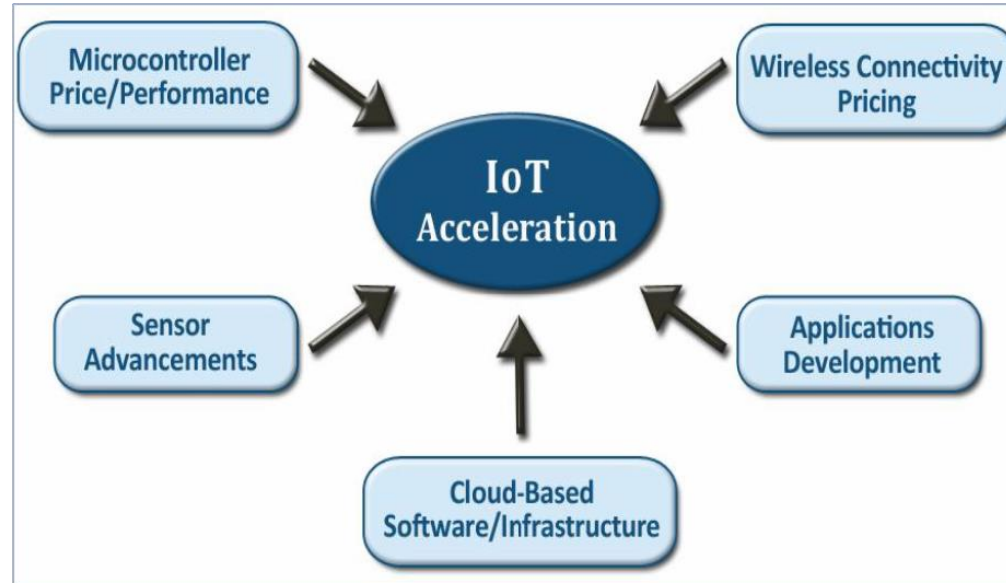 Microcontroller
Price/Performance
Wireless Connectivity
Pricing
IoT
Acceleration
Sensor
Advancements
Applications
Development
Cloud-Based
Software/Infrastructure